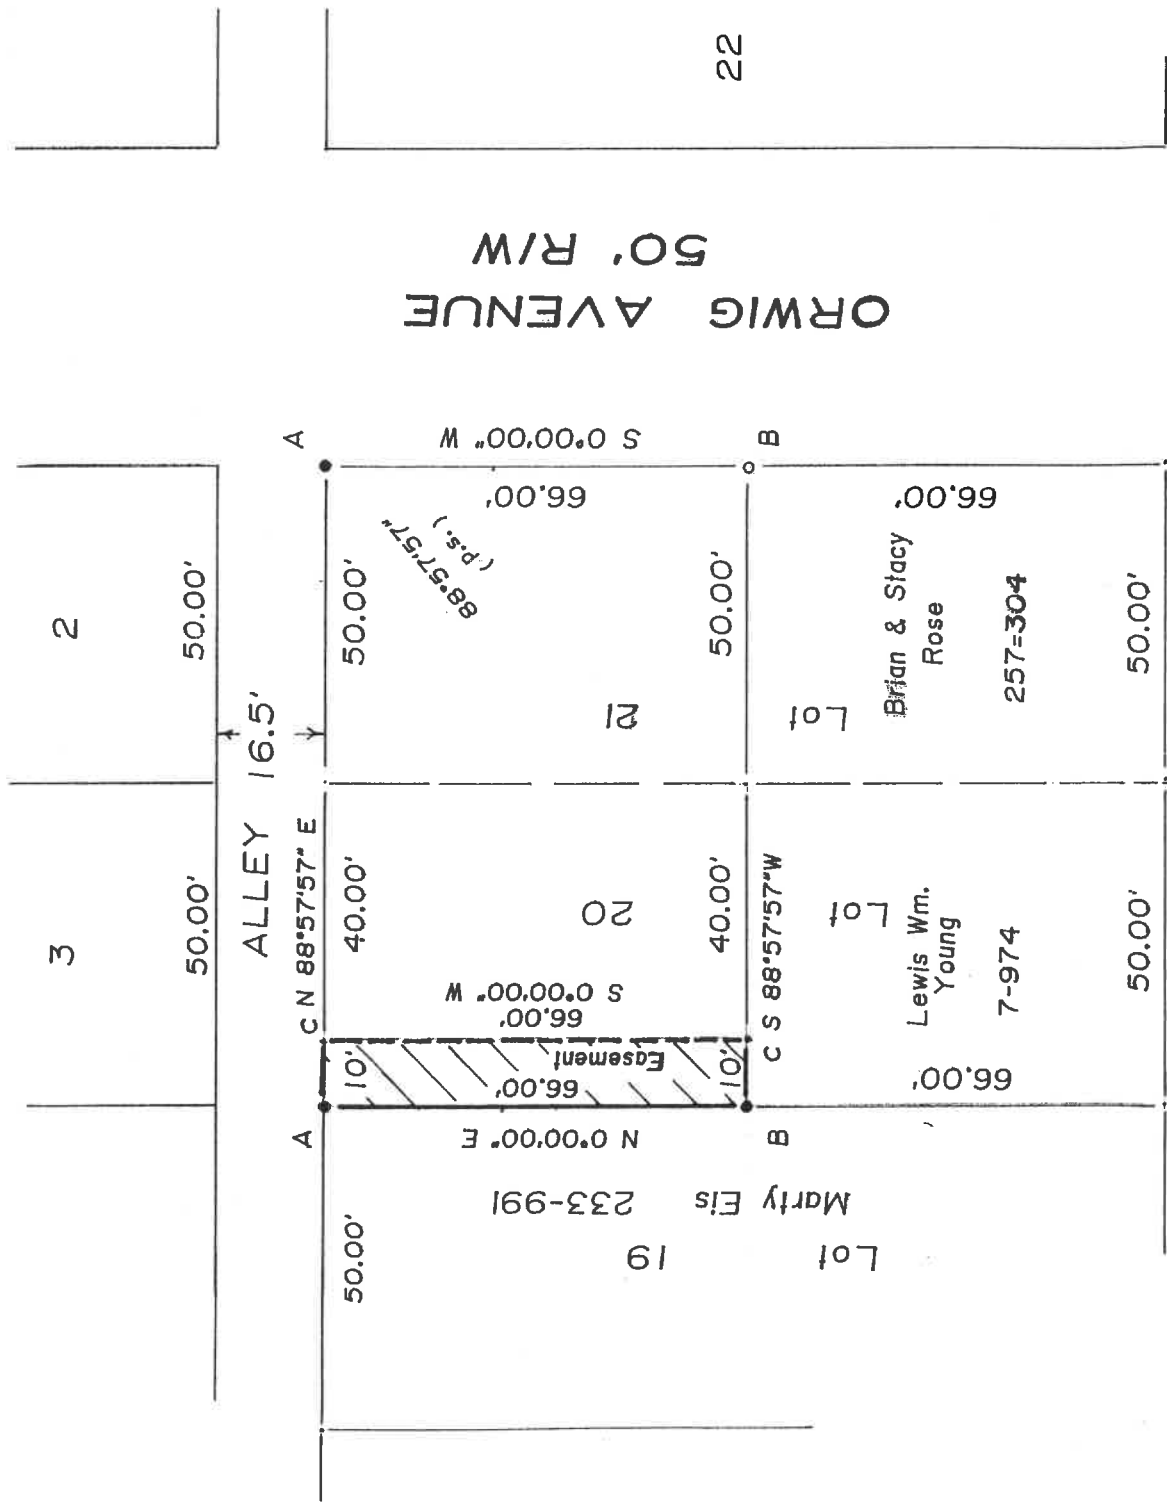 3
2
50.00'
50.00'
ALLEY 16.5'
22
A
C N 88°57'57" E
A
50.00'
10'
40.00'
50.00'
88°57'57"
(p.s.)
Marty Eis 233-991
Lot 19
N 0°00'00" E
66.00'
Easement
66.00'
S 0°00'00" W
20
21
66.00'
S 0°00'00" W
ORWIG AVENUE
50' R/W
10'
40.00'
50.00'
B
C S 88°57'57" W
B
Lot
Lot
66.00'
Lewis Wm.
Young
7-974
Brian & Stacy
Rose
257=304
66.00'
50.00'
50.00'